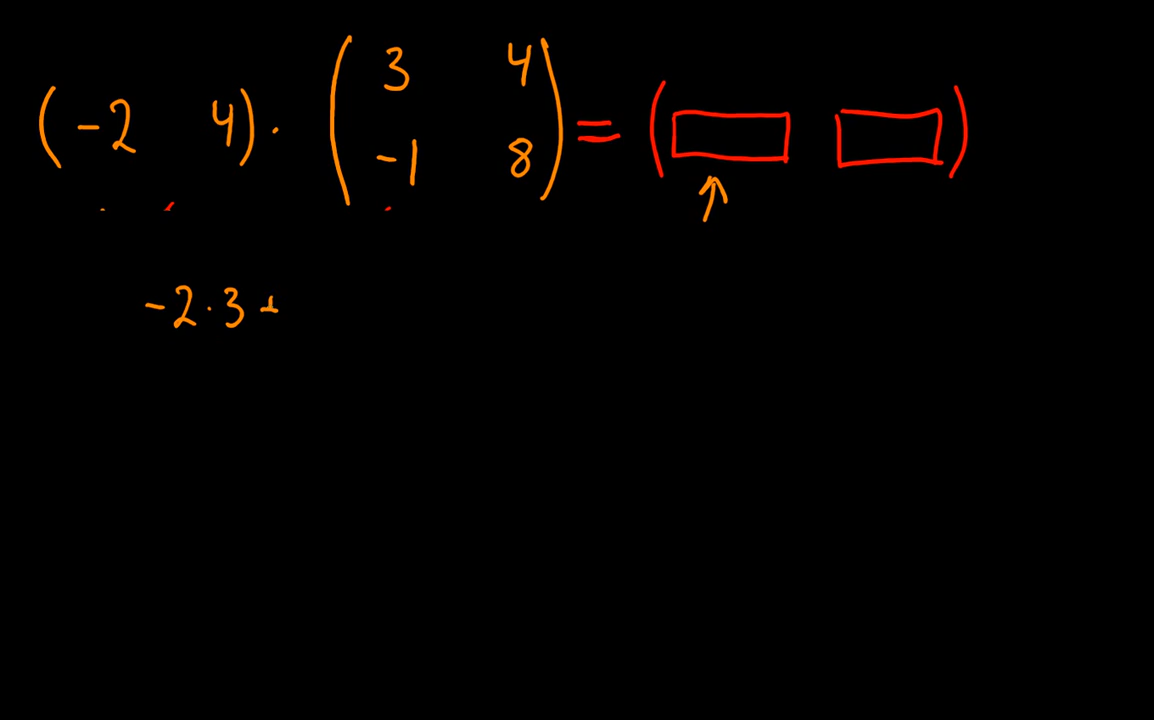 (-2 4) · (3 4 
-1 8) = (▭ ▭)
↑
-2·3 +